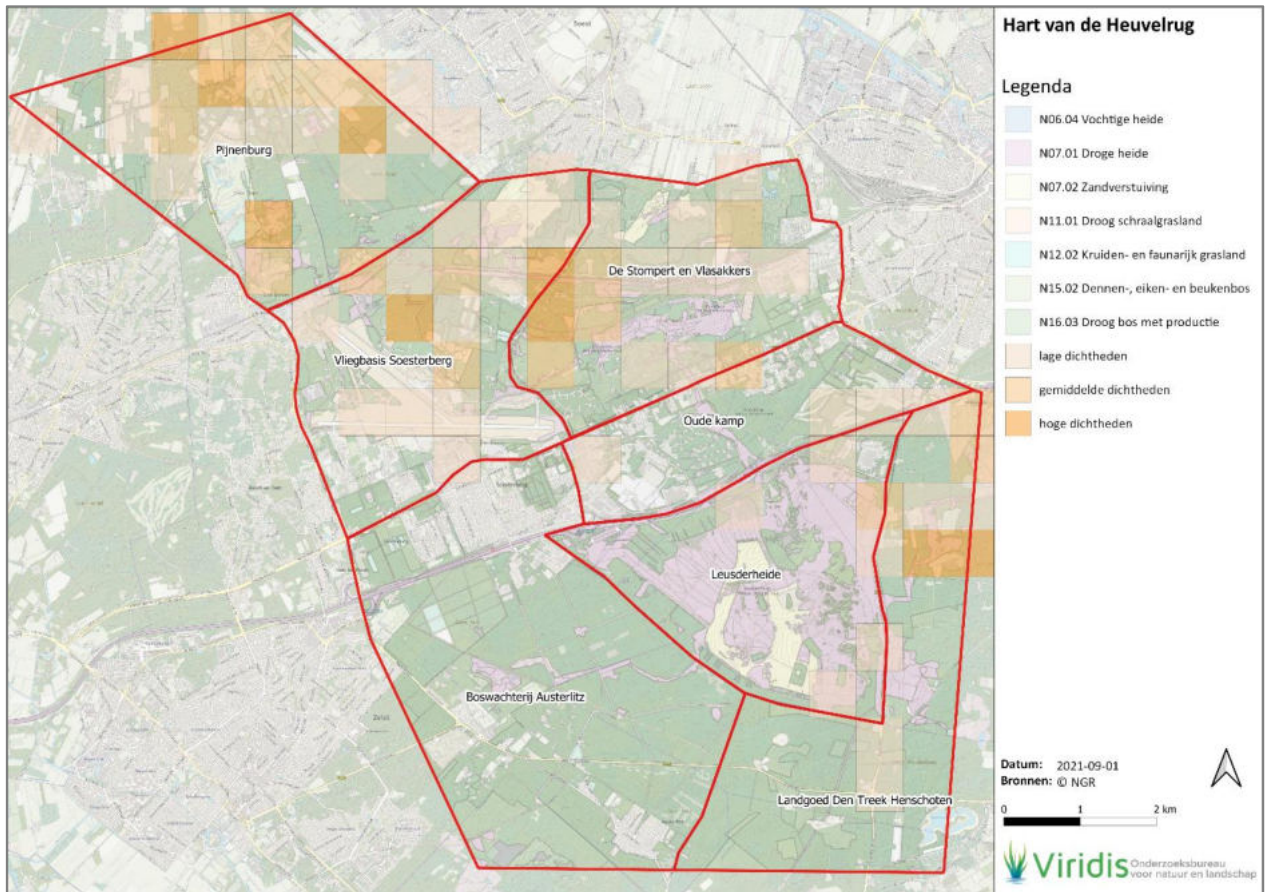 Hart van de Heuvelrug
Legenda
N06.04 Vochtige heide
N07.01 Droge heide
N07.02 Zandverstuiving
N11.01 Droog schraalgrasland
N12.02 Kruiden- en faunarijk grasland
N15.02 Dennen-, eiken- en beukenbos
N16.03 Droog bos met productie
lage dichtheden
gemiddelde dichtheden
hoge dichtheden
Soest
Pijnenburg
De Stompert en Vlasakkers
Vliegbasis Soesterberg
Oude kamp
Leusderheide
Boswachterij Austerlitz
Zeist
Landgoed Den Treek Henschoten
Datum: 2021-09-01
Bronnen: © NGR
0 1 2 km
Viridis Onderzoeksbureau
voor natuur en landschap